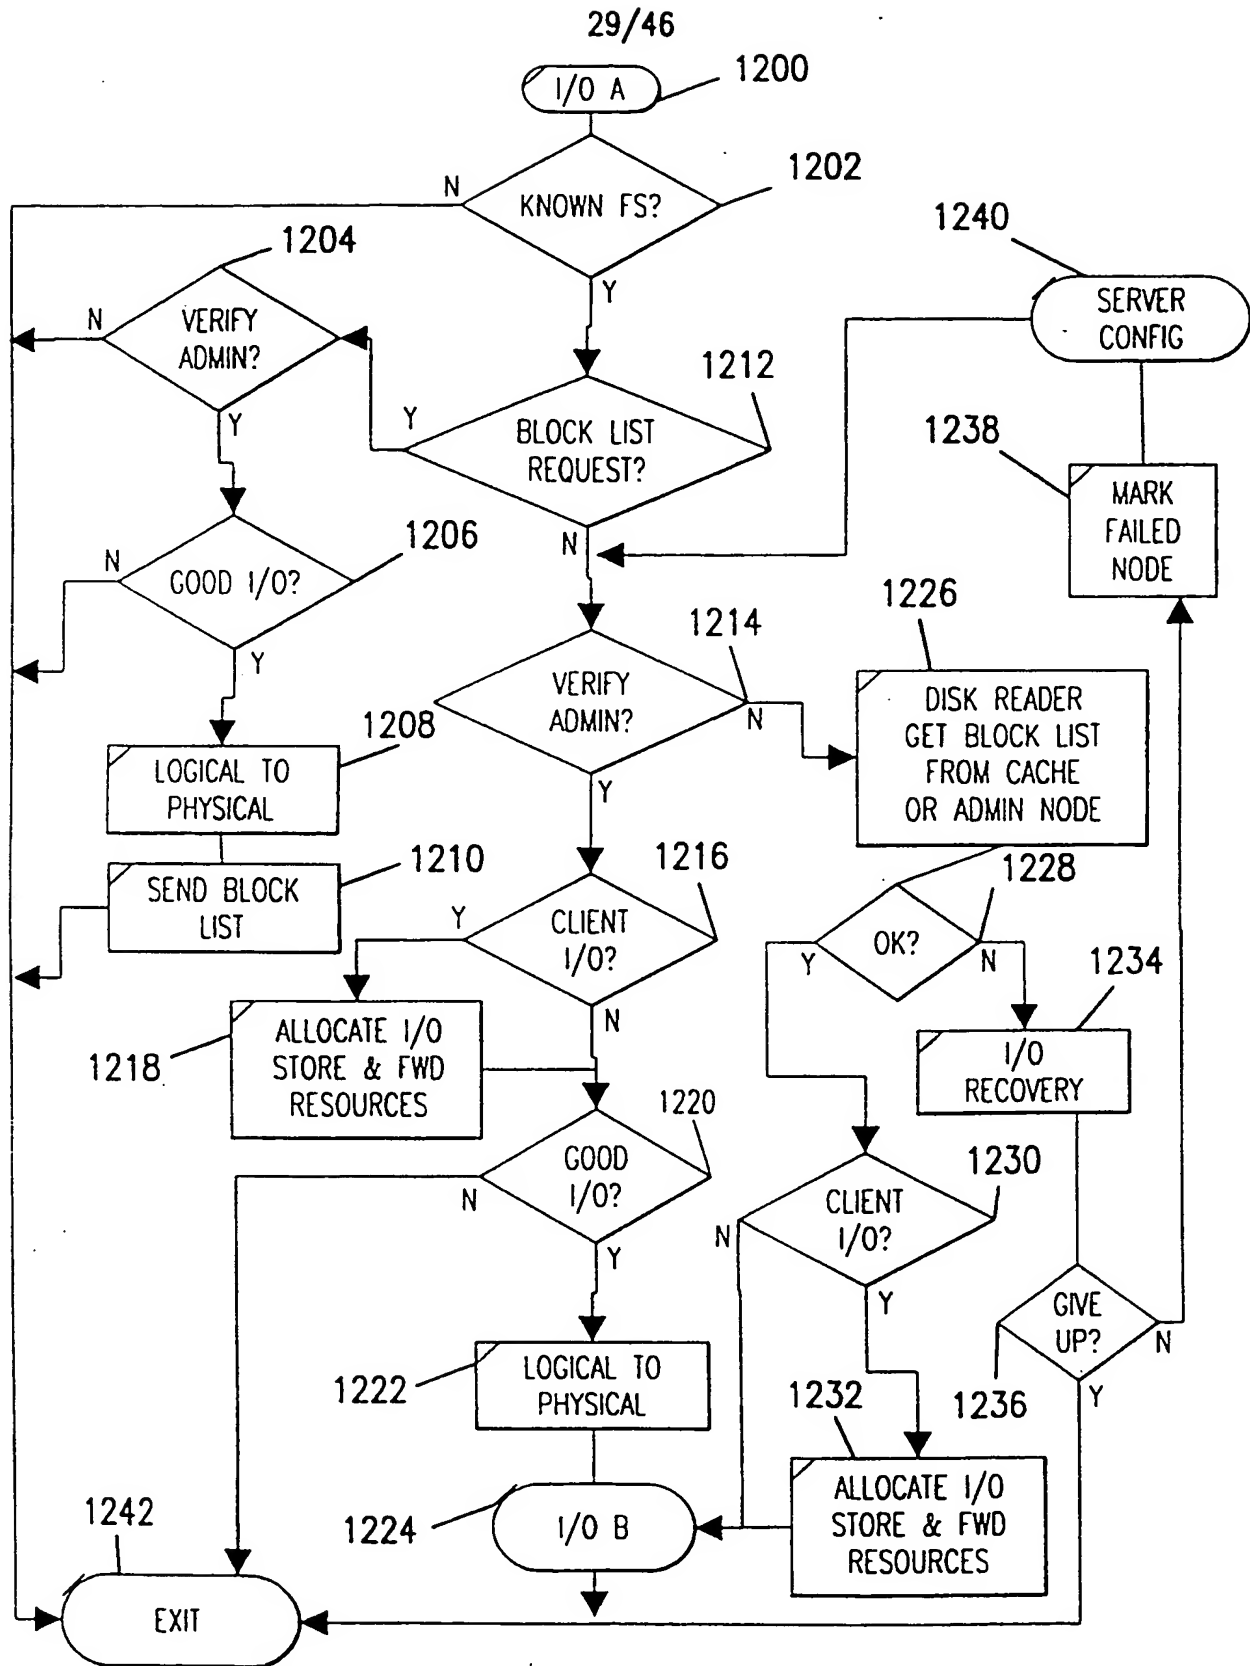 29/46
I/O A
1200
1202
N
KNOWN FS?
Y
1204
1240
N
VERIFY
ADMIN?
Y
SERVER
CONFIG
1212
Y
BLOCK LIST
REQUEST?
N
1238
MARK
FAILED
NODE
1206
N
GOOD I/O?
Y
1214
VERIFY
ADMIN?
N
Y
1226
DISK READER
GET BLOCK LIST
FROM CACHE
OR ADMIN NODE
1208
LOGICAL TO
PHYSICAL
1210
SEND BLOCK
LIST
1216
Y
CLIENT
I/O?
N
1228
Y
OK?
N
1234
I/O
RECOVERY
1218
ALLOCATE I/O
STORE & FWD
RESOURCES
1220
N
GOOD
I/O?
Y
1230
N
CLIENT
I/O?
Y
GIVE
UP?
N
Y
1236
1222
LOGICAL TO
PHYSICAL
1232
ALLOCATE I/O
STORE & FWD
RESOURCES
1224
I/O B
1242
EXIT